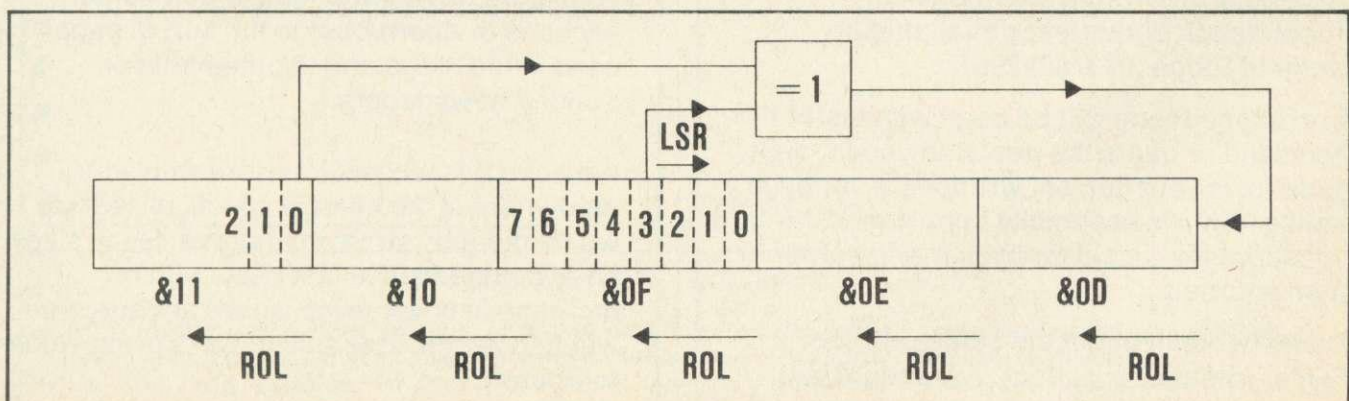 = 1
LSR
2 1 0
7 6 5 4 3 2 1 0
&11 &10 &0F &0E &0D
ROL ROL ROL ROL ROL